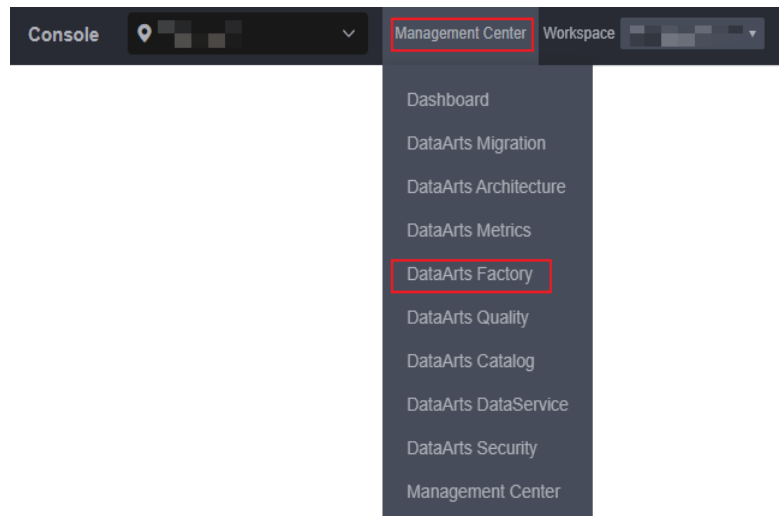 Console Management Center Workspace
Dashboard
DataArts Migration
DataArts Architecture
DataArts Metrics
DataArts Factory
DataArts Quality
DataArts Catalog
DataArts DataService
DataArts Security
Management Center